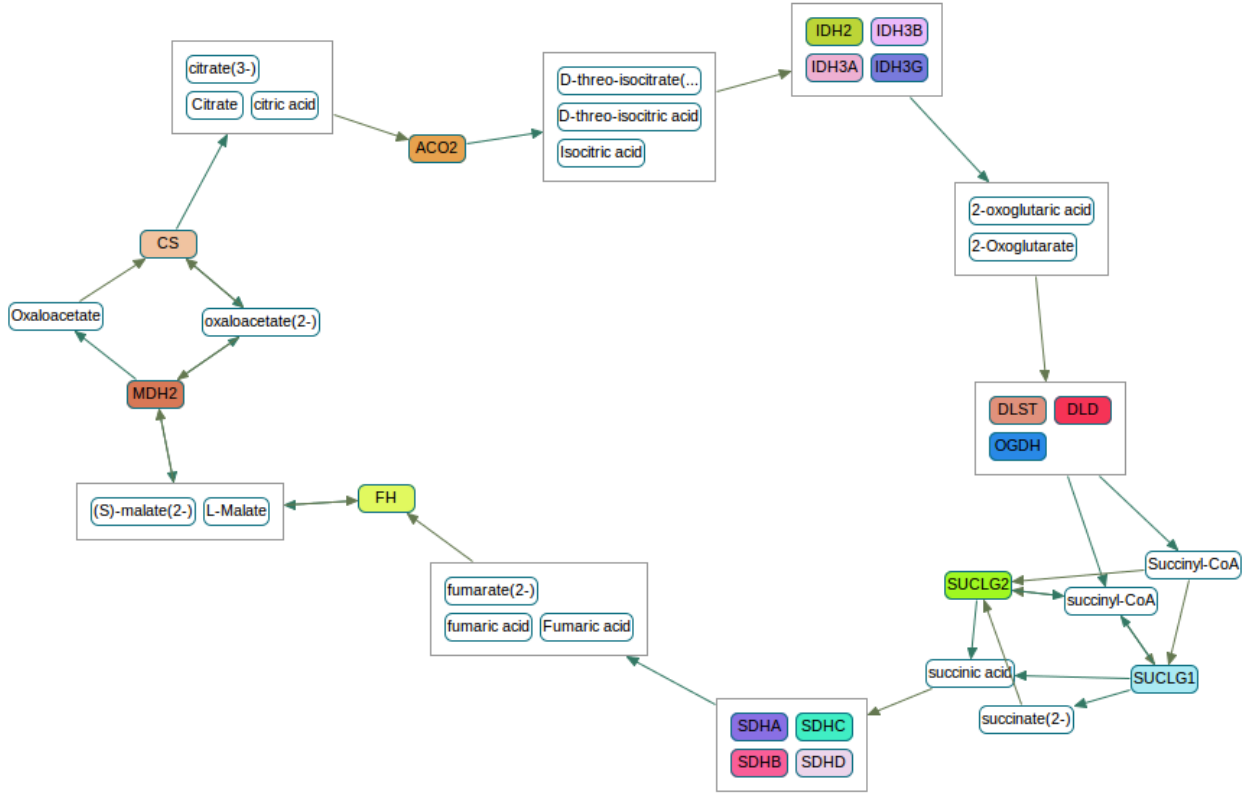 IDH2 IDH3B
IDH3A IDH3G
citrate(3-)
Citrate citric acid
D-threo-isocitrate(...
D-threo-isocitric acid
Isocitric acid
ACO2
2-oxoglutaric acid
2-Oxoglutarate
CS
Oxaloacetate
oxaloacetate(2-)
MDH2
DLST DLD
OGDH
(S)-malate(2-) L-Malate
FH
Succinyl-CoA
SUCLG2
succinyl-CoA
fumarate(2-)
fumaric acid Fumaric acid
succinic acid
SUCLG1
succinate(2-)
SDHA SDHC
SDHB SDHD